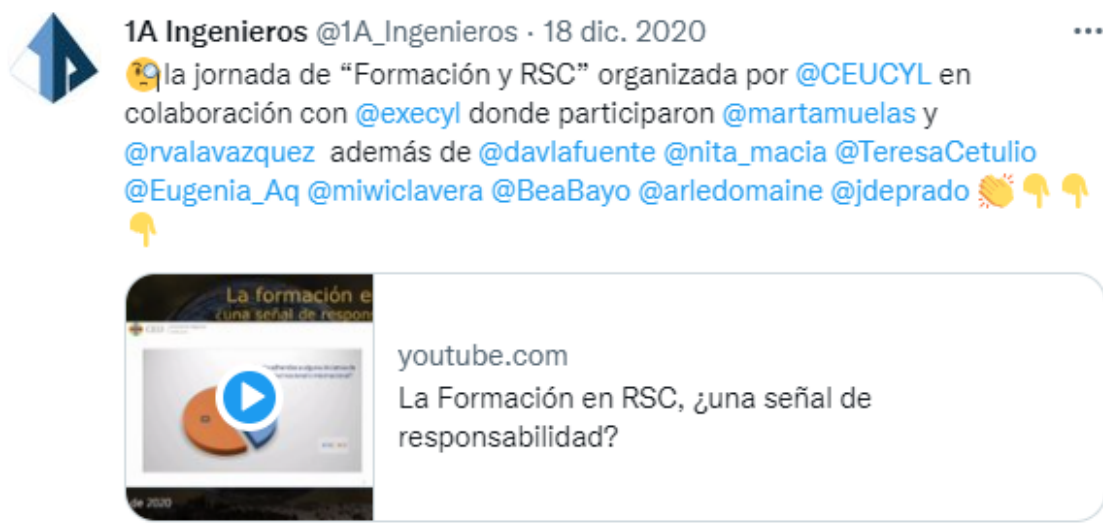 1A Ingenieros @1A_Ingenieros · 18 dic. 2020
🧐la jornada de “Formación y RSC” organizada por @CEUCYL en
colaboración con @execyl donde participaron @martamuelas y
@rvalavazquez además de @davlafuente @nita_macia @TeresaCetulio
@Eugenia_Aq @miwiclavera @BeaBayo @arledomaine @jdeprado 👏👇👇
👇
La formación e
¿una señal de respon
de 2020
youtube.com
La Formación en RSC, ¿una señal de
responsabilidad?